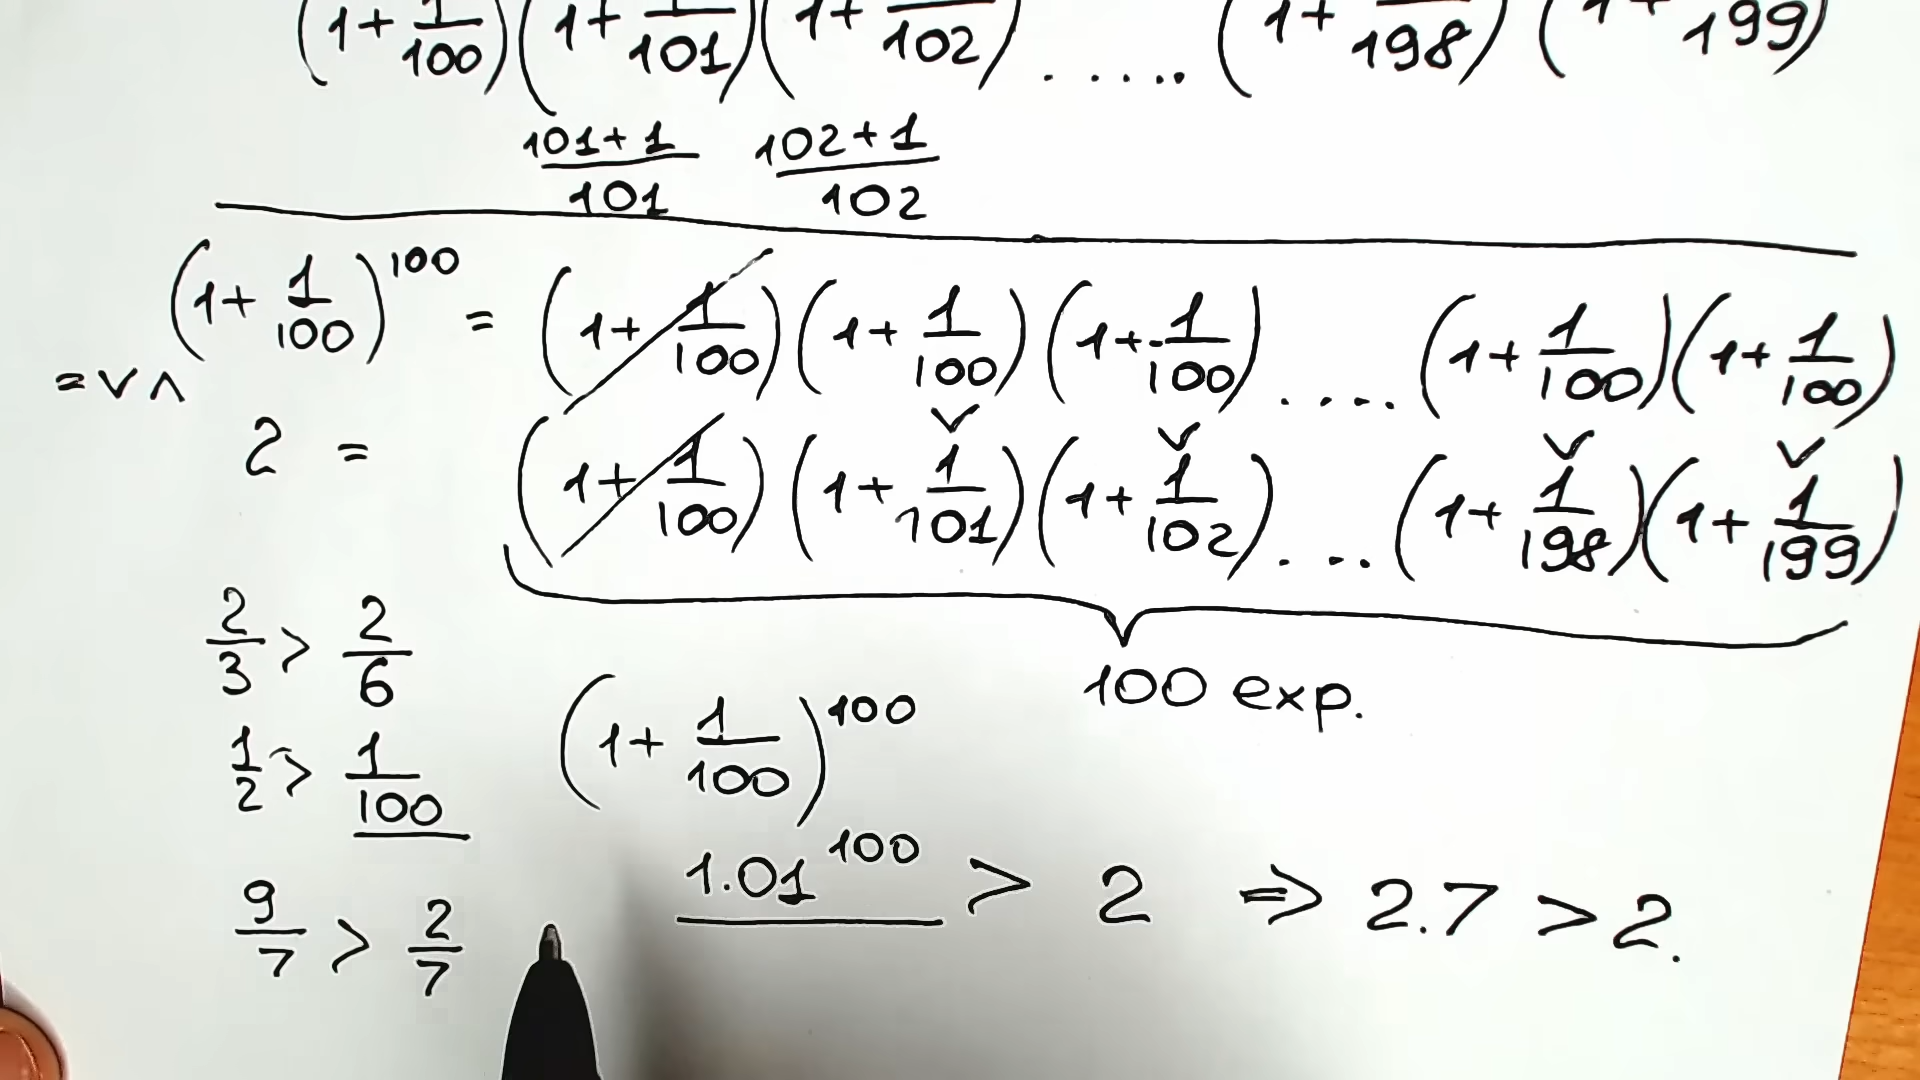 (1+1/100)(1+1/101)(1+1/102).....(1+1/198)(1+1/199)
101+1/101 102+1/102
(1+1/100)^100 = (1+1/100)(1+1/100)(1+1/100)....(1+1/100)(1+1/100)
=∨∧
∨ ∨ ∨ ∨
2 = (1+1/100)(1+1/101)(1+1/102)....(1+1/198)(1+1/199)
100 exp.
2/3 > 2/6
1/2 > 1/100
9/7 > 2/7
(1+1/100)^100
1.01^100 > 2 ⇒ 2.7 > 2.